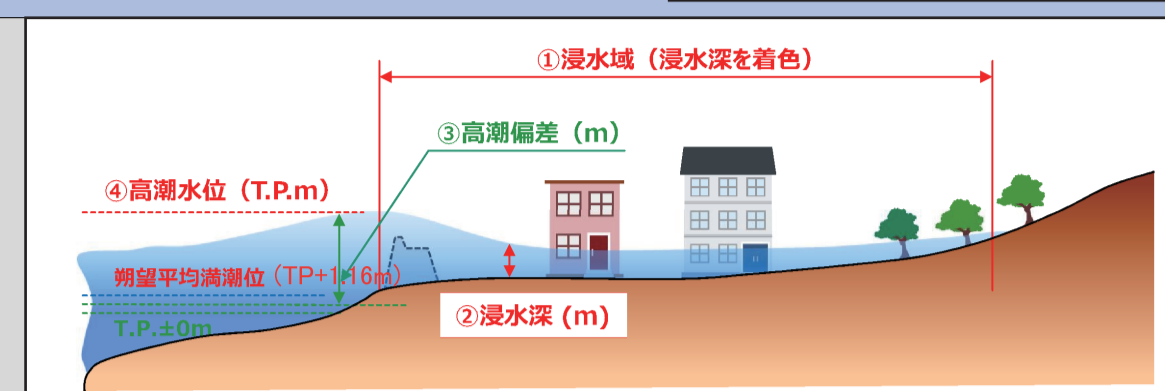 ①浸水域（浸水深を着色）
③高潮偏差（m）
④高潮水位（T.P.m）
朔望平均満潮位（TP+1.16m）
②浸水深 (m)
T.P.±0m